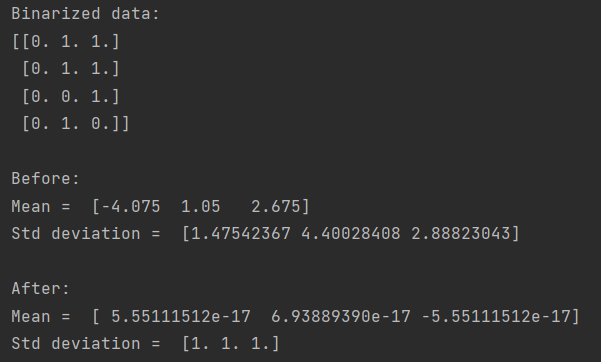 Binarized data:
[[0. 1. 1.]
 [0. 1. 1.]
 [0. 0. 1.]
 [0. 1. 0.]]

Before:
Mean =  [-4.075  1.05   2.675]
Std deviation =  [1.47542367 4.40028408 2.88823043]

After:
Mean =  [ 5.55111512e-17  6.93889390e-17 -5.55111512e-17]
Std deviation =  [1. 1. 1.]